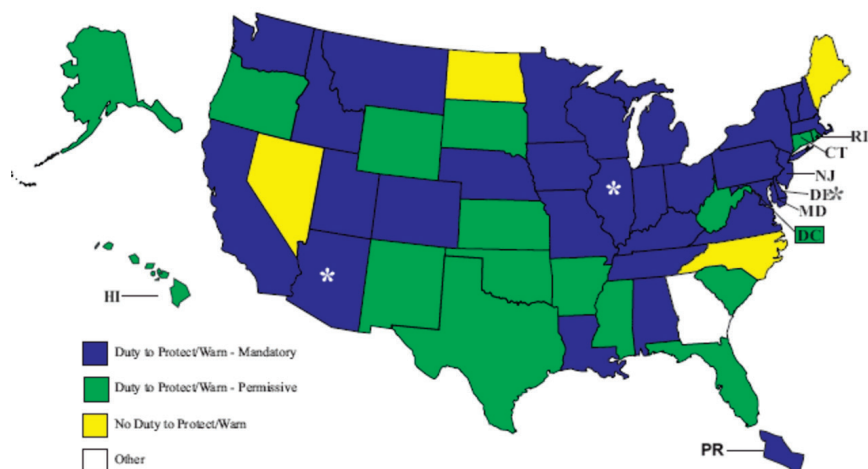 RI
CT
NJ
DE*
MD
DC
*
*
HI
Duty to Protect/Warn - Mandatory
Duty to Protect/Warn - Permissive
No Duty to Protect/Warn
Other
PR